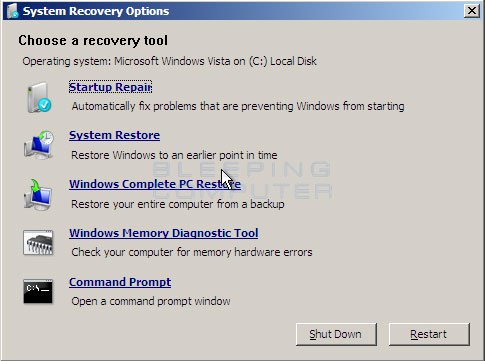 System Recovery Options
Choose a recovery tool
Operating system: Microsoft Windows Vista on (C:) Local Disk
Startup Repair
Automatically fix problems that are preventing Windows from starting
System Restore
Restore Windows to an earlier point in time
BLEEPING
COMPUTER
Windows Complete PC Restore
Restore your entire computer from a backup
Windows Memory Diagnostic Tool
Check your computer for memory hardware errors
C:\
Command Prompt
Open a command prompt window
Shut Down
Restart